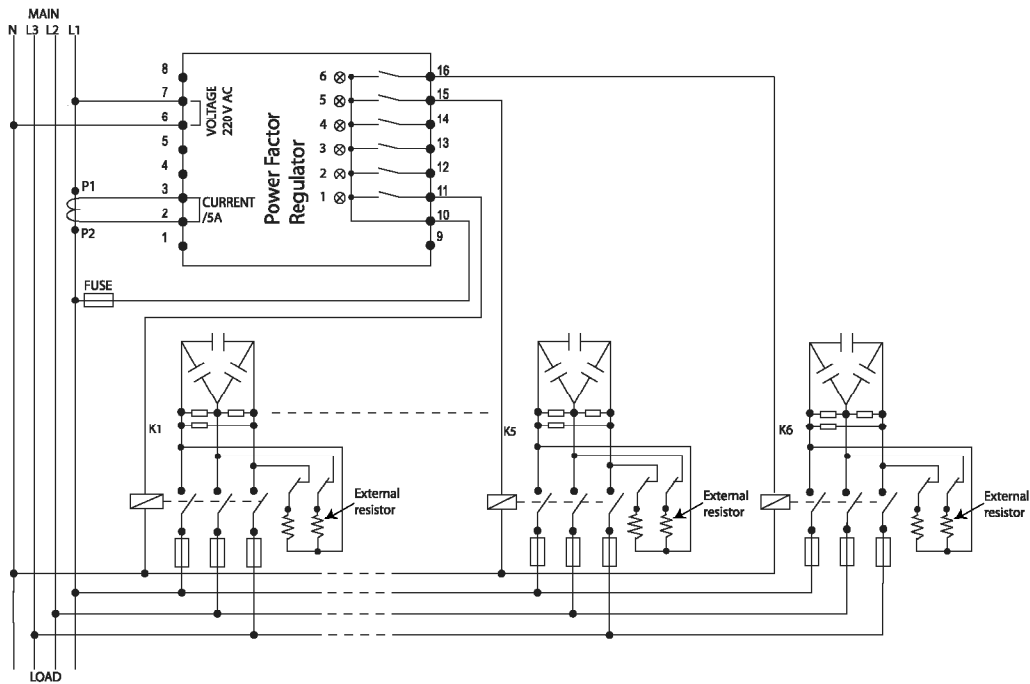 MAIN
N L3 L2 L1
8
7
6
5
4
3
2
1
VOLTAGE
220 V AC
CURRENT
/5A
Power Factor
Regulator
6
5
4
3
2
1
16
15
14
13
12
11
10
9
P1
P2
FUSE
K1
External
resistor
K5
External
resistor
K6
External
resistor
LOAD